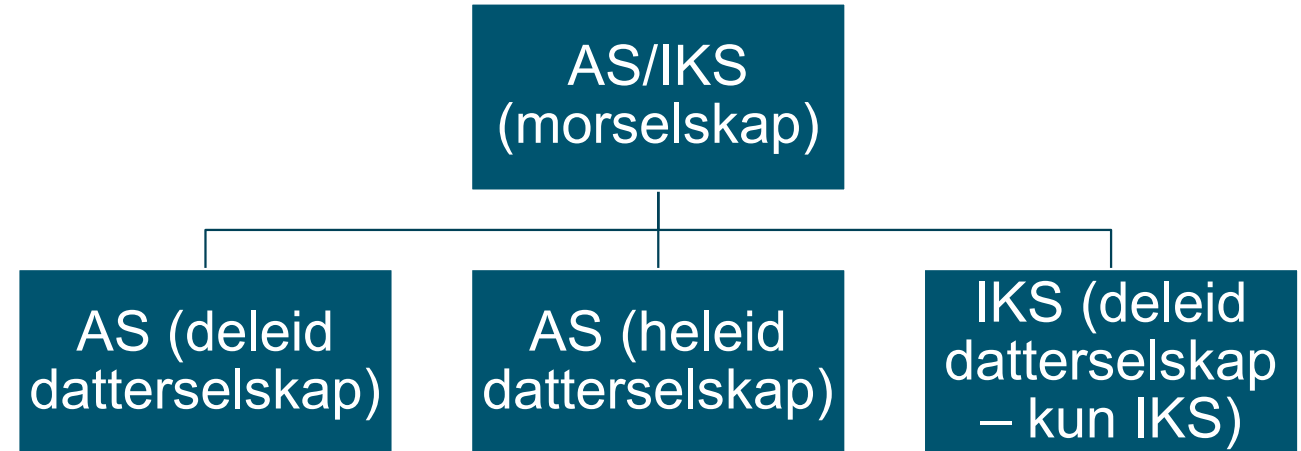 AS/IKS
(morselskap)
AS (deleid
datterselskap)
AS (heleid
datterselskap)
IKS (deleid
datterselskap
– kun IKS)